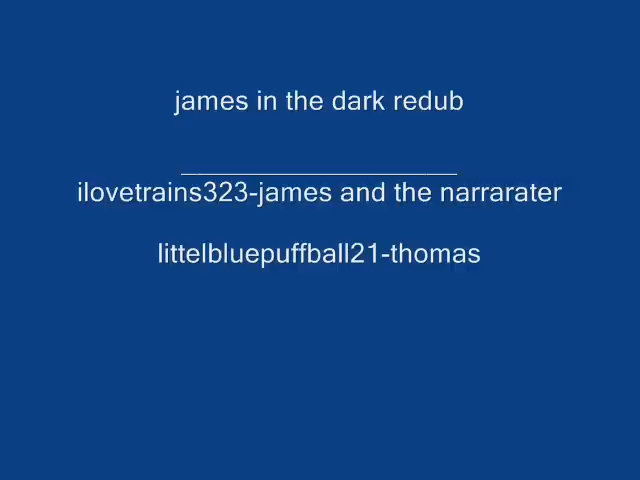 james in the dark redub
____________________
ilovetrains323-james and the narrarater
littelbluepuffball21-thomas